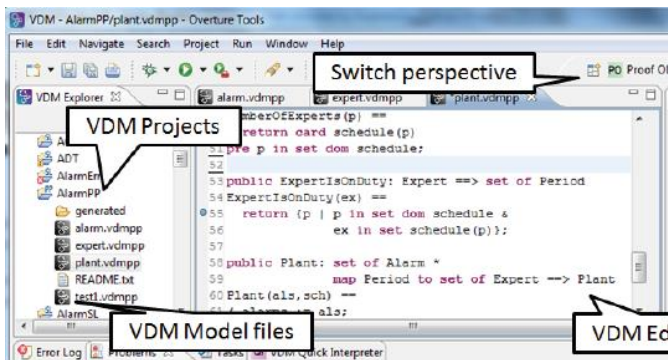 VDM - AlarmPP/plant.vdmpp - Overture Tools
File Edit Navigate Search Project Run Window Help
Switch perspective
PO Proof Ob
VDM Explorer
alarm.vdmpp
expert.vdmpp
*plant.vdmpp
VDM Projects
ADT
AlarmErr
AlarmPP
generated
alarm.vdmpp
expert.vdmpp
plant.vdmpp
README.txt
test1.vdmpp
AlarmSL
umberOfExperts(p) ==
return card schedule(p)
51 pre p in set dom schedule;
52
53 public ExpertIsOnDuty: Expert ==> set of Period
54 ExpertIsOnDuty(ex) ==
55 return {p | p in set dom schedule &
56 ex in set schedule(p)};
57
58 public Plant: set of Alarm *
59 map Period to set of Expert ==> Plant
60 Plant(als,sch) ==
alarms := als;
VDM Model files
VDM Ed
Error Log
Problems
Tasks
VDM Quick Interpreter